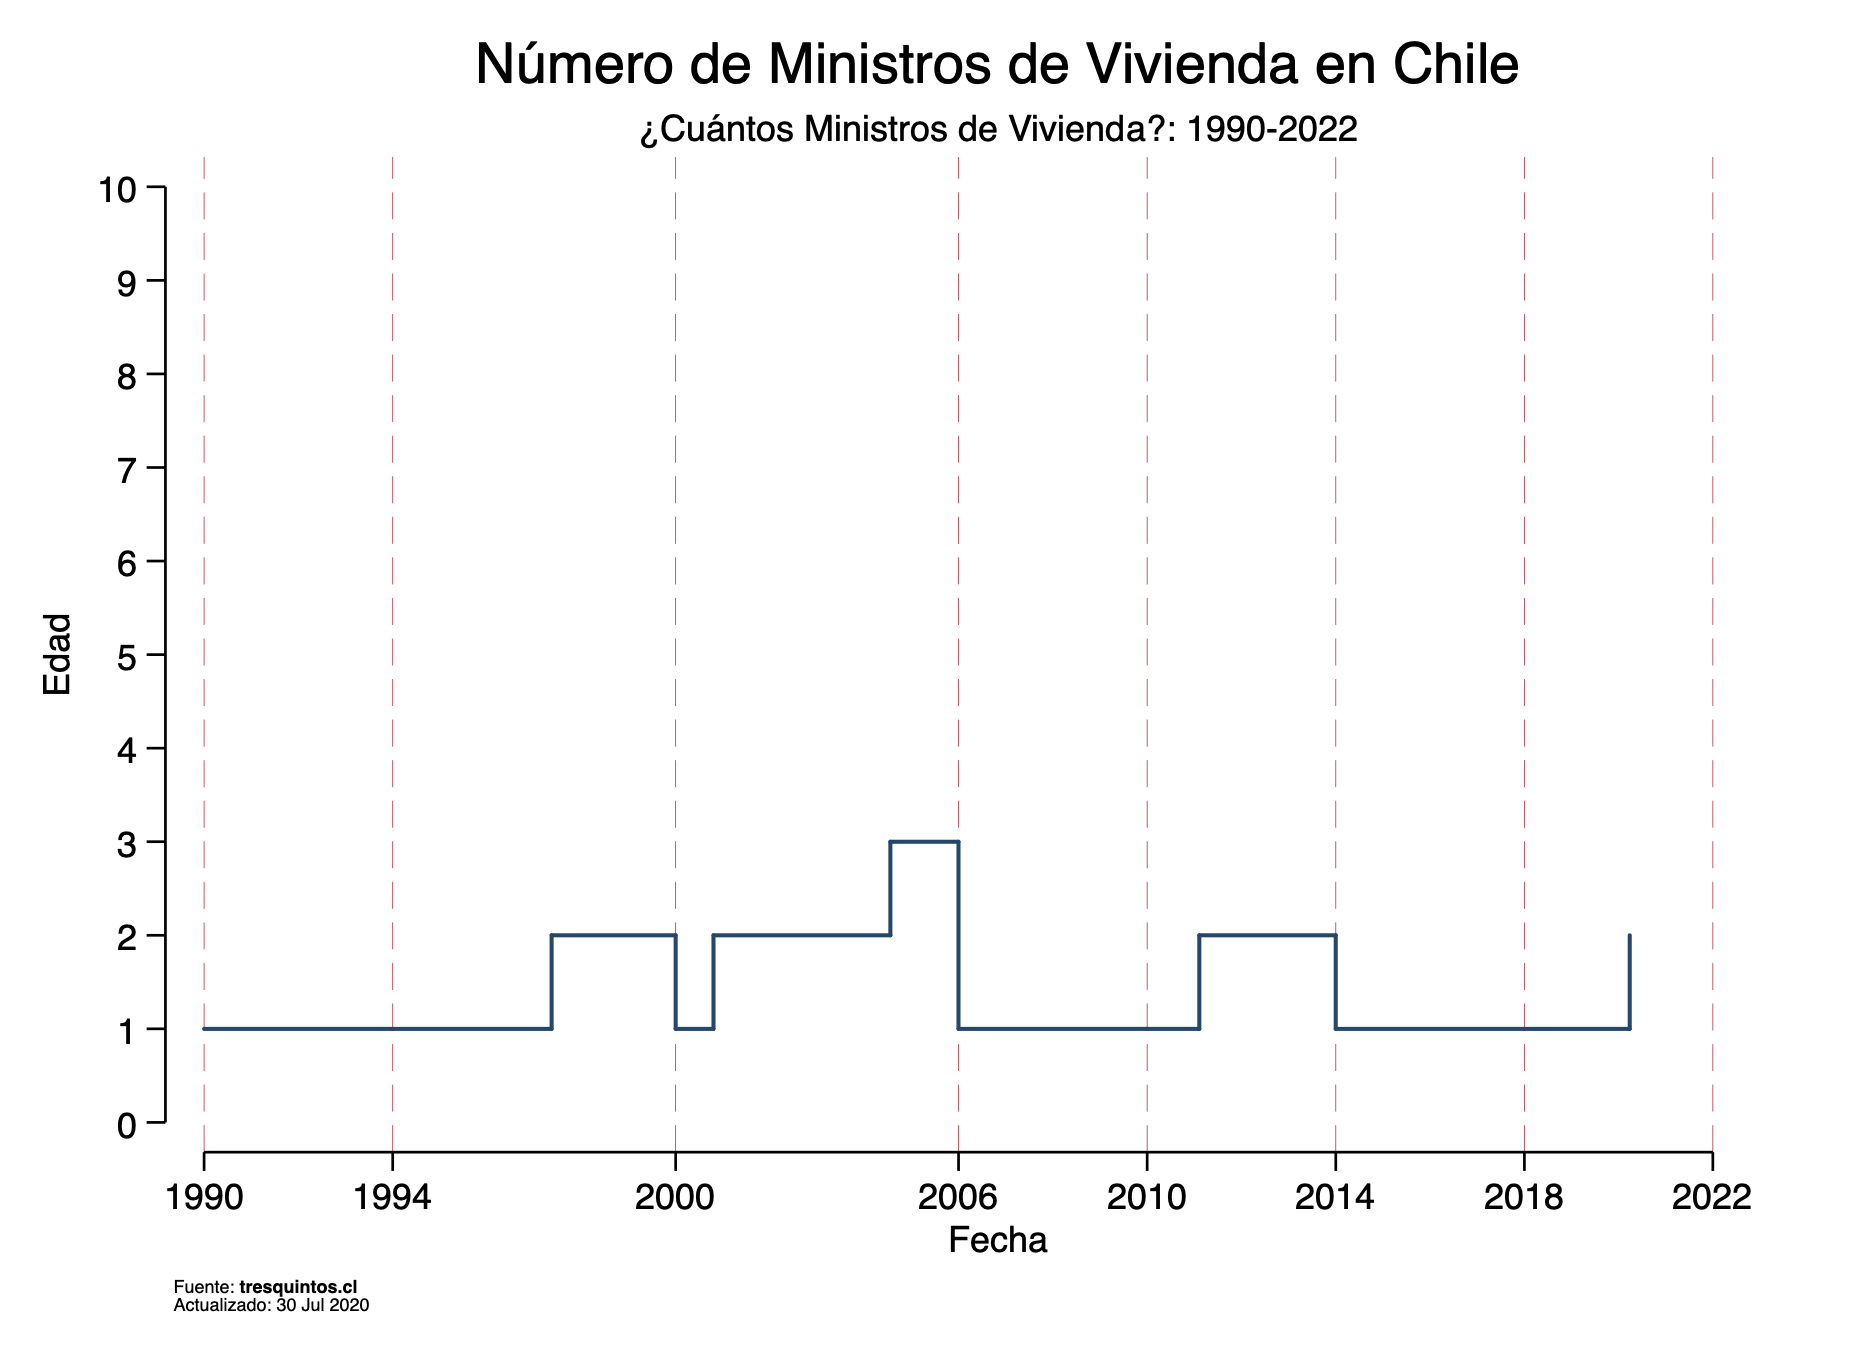 Número de Ministros de Vivienda en Chile
¿Cuántos Ministros de Vivienda?: 1990-2022
10
9
8
7
6
5
4
3
2
1
0
Edad
1990 1994 2000 2006 2010 2014 2018 2022
Fecha
Fuente: tresquintos.cl
Actualizado: 30 Jul 2020